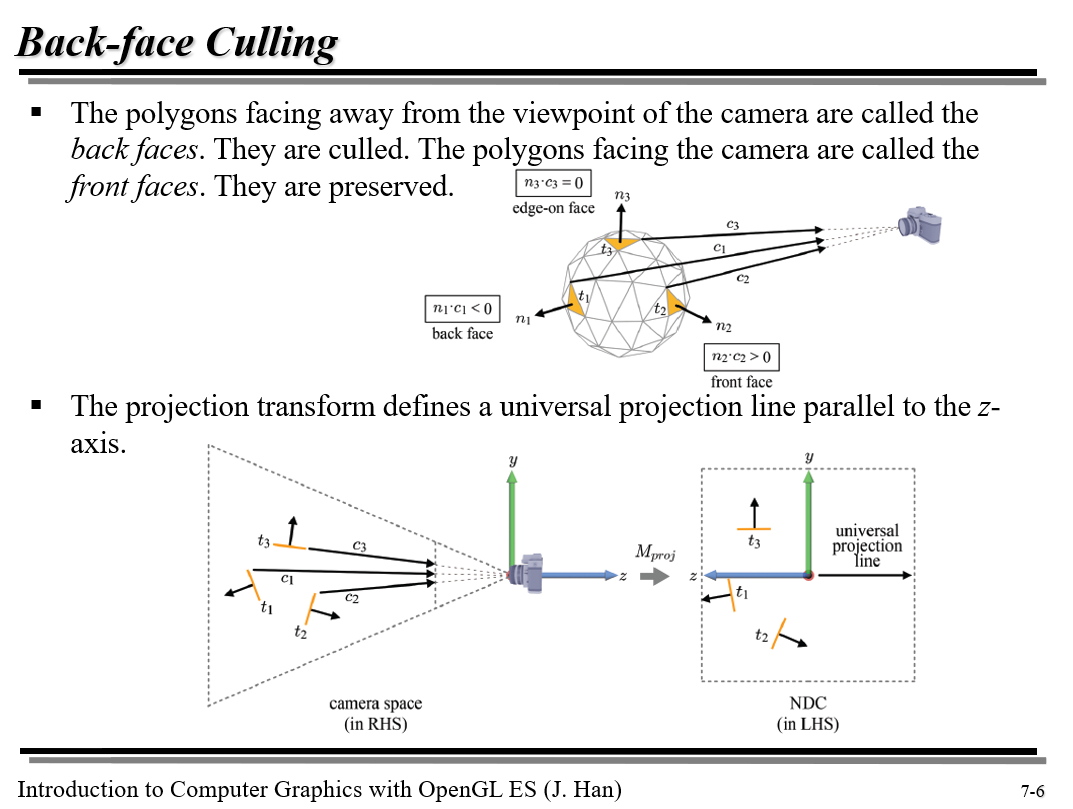 Back-face Culling
▪ The polygons facing away from the viewpoint of the camera are called the
back faces. They are culled. The polygons facing the camera are called the
front faces. They are preserved.
n₃·c₃ = 0
edge-on face
n₃
c₃
c₁
c₂
t₃
t₁
t₂
n₁·c₁ < 0
back face
n₁
n₂
n₂·c₂ > 0
front face
▪ The projection transform defines a universal projection line parallel to the z-
axis.
y
t₃
c₃
c₁
t₁
c₂
t₂
z
camera space
(in RHS)
Mproj
y
t₃
universal
projection
line
z
t₁
t₂
NDC
(in LHS)
Introduction to Computer Graphics with OpenGL ES (J. Han)
7-6